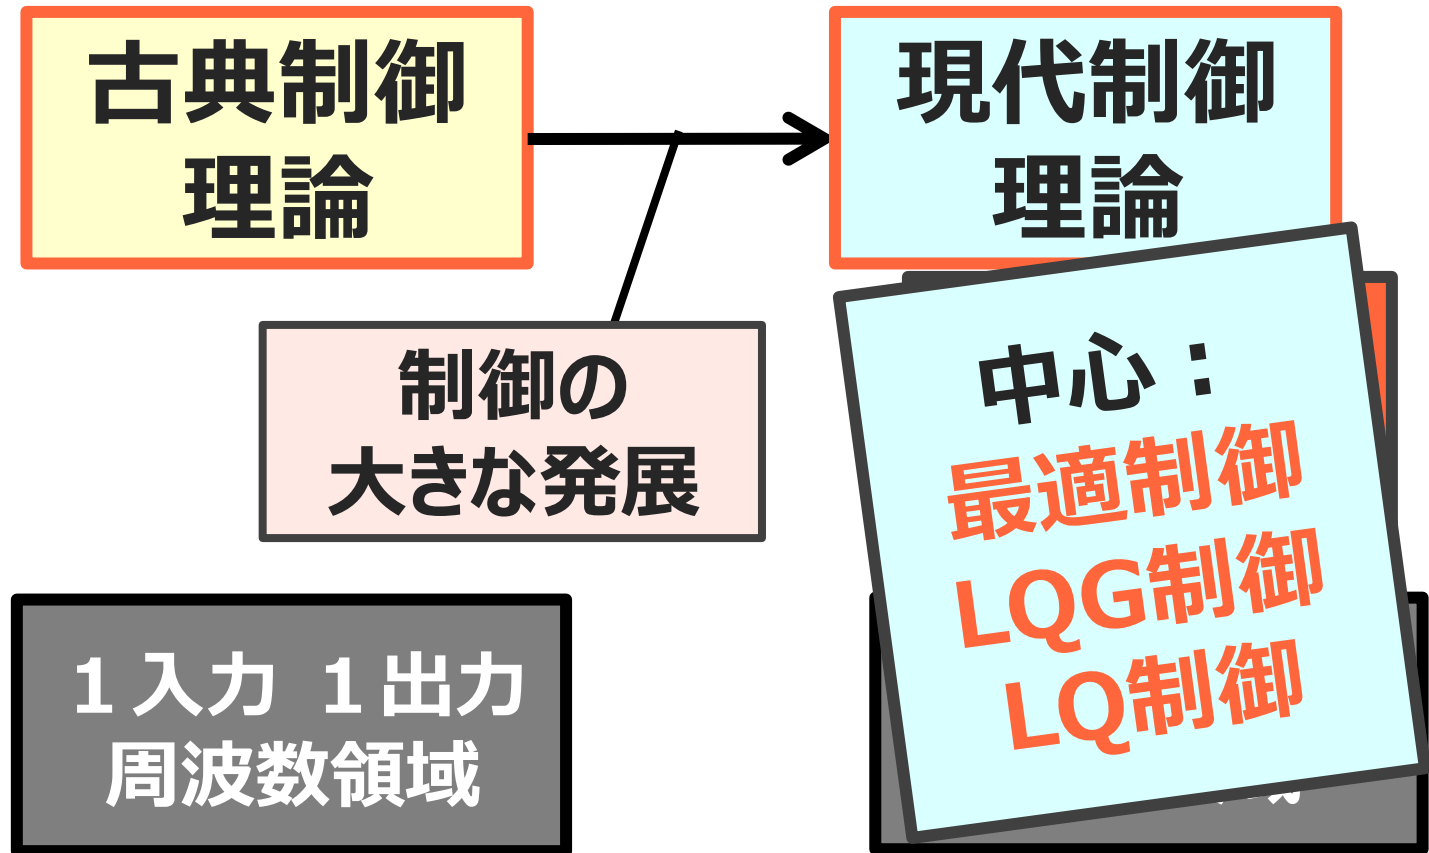 古典制御
理論
現代制御
理論
制御の
大きな発展
中心：
最適制御
LQG制御
LQ制御
１入力 １出力
周波数領域